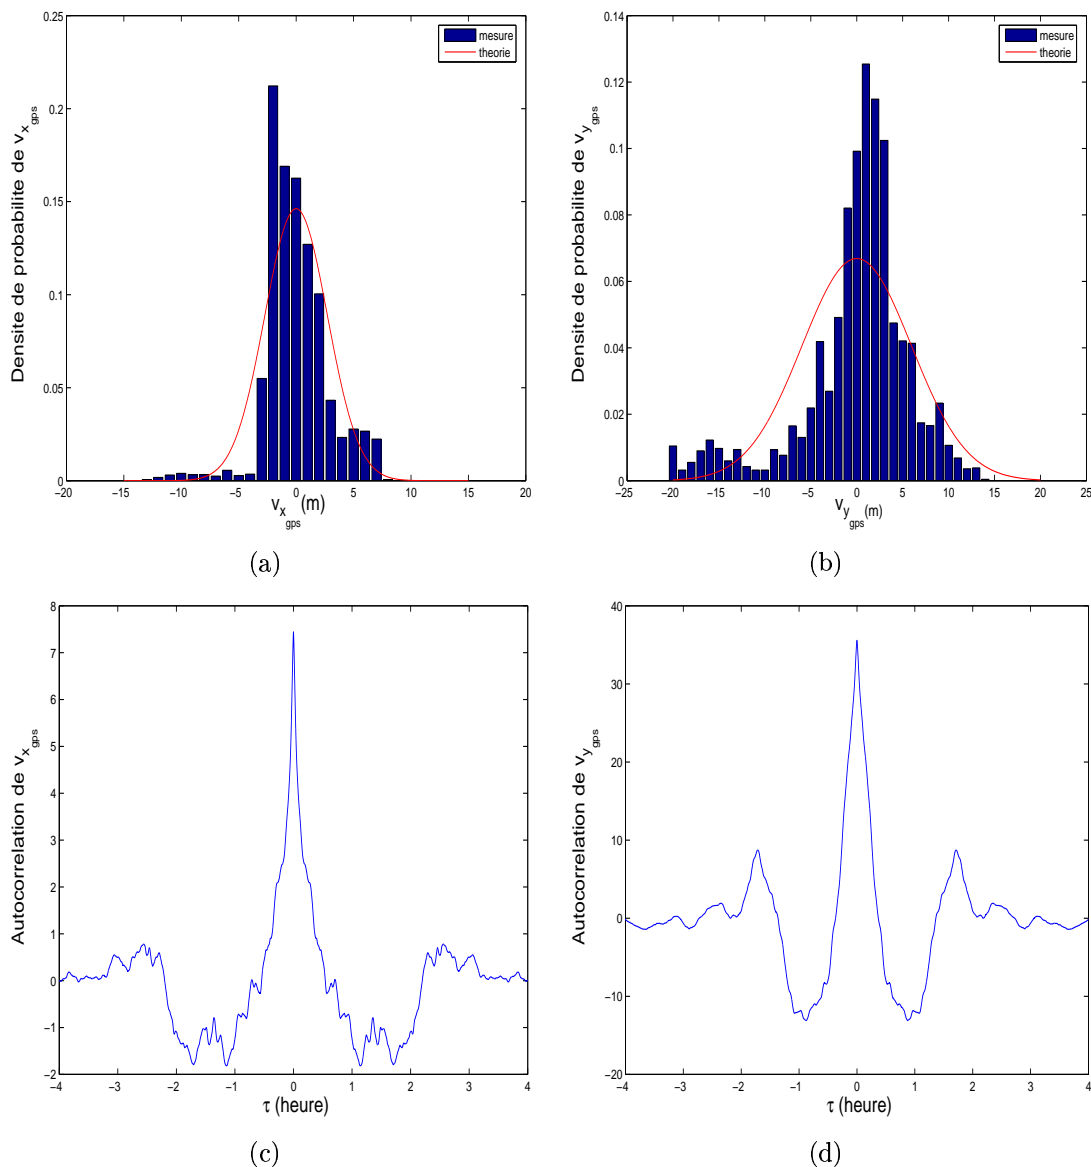 0.25
0.2
0.15
0.1
0.05
0
−20 −15 −10 −5 0 5 10 15 20
Densite de probabilite de v_x_gps
v_x_gps (m)
mesure
theorie
(a)
0.14
0.12
0.1
0.08
0.06
0.04
0.02
0
−25 −20 −15 −10 −5 0 5 10 15 20 25
Densite de probabilite de v_y_gps
v_y_gps (m)
mesure
theorie
(b)
8
7
6
5
4
3
2
1
0
−1
−2
−4 −3 −2 −1 0 1 2 3 4
Autocorrelation de v_x_gps
τ (heure)
(c)
40
30
20
10
0
−10
−20
−4 −3 −2 −1 0 1 2 3 4
Autocorrelation de v_y_gps
τ (heure)
(d)